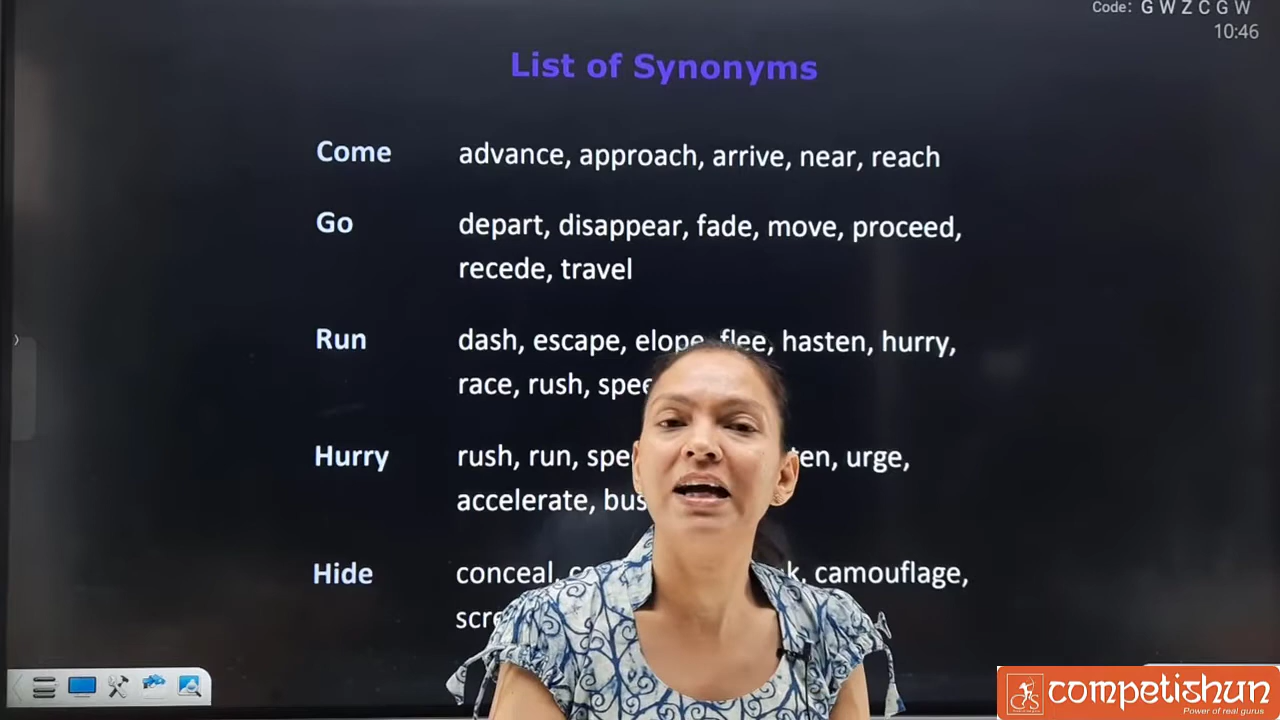 Code: G W Z C G W
10:46
List of Synonyms
Come advance, approach, arrive, near, reach
Go depart, disappear, fade, move, proceed,
recede, travel
Run dash, escape, elope, flee, hasten, hurry,
race, rush,
Hurry rush, run, urge,
accelerate,
Hide conceal, camouflage,
competishun
Power of real gurus